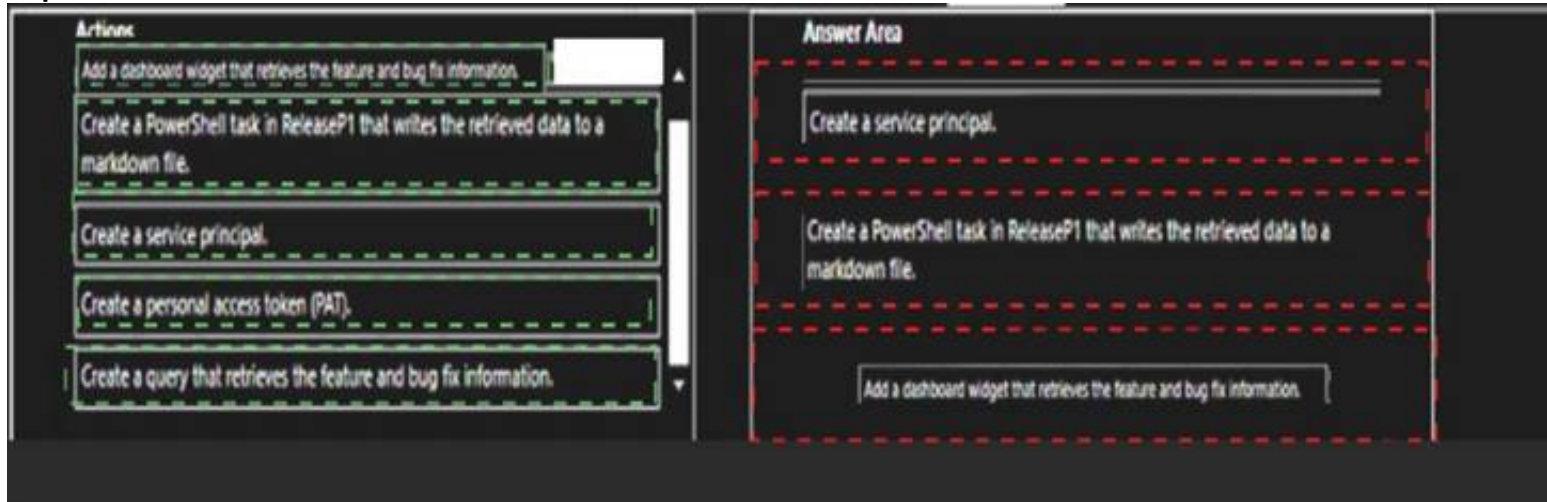 Actions
Add a dashboard widget that retrieves the feature and bug fix information.
Create a PowerShell task in ReleaseP1 that writes the retrieved data to a
markdown file.
Create a service principal.
Create a personal access token (PAT).
Create a query that retrieves the feature and bug fix information.
Answer Area
Create a service principal.
Create a PowerShell task in ReleaseP1 that writes the retrieved data to a
markdown file.
Add a dashboard widget that retrieves the feature and bug fix information.